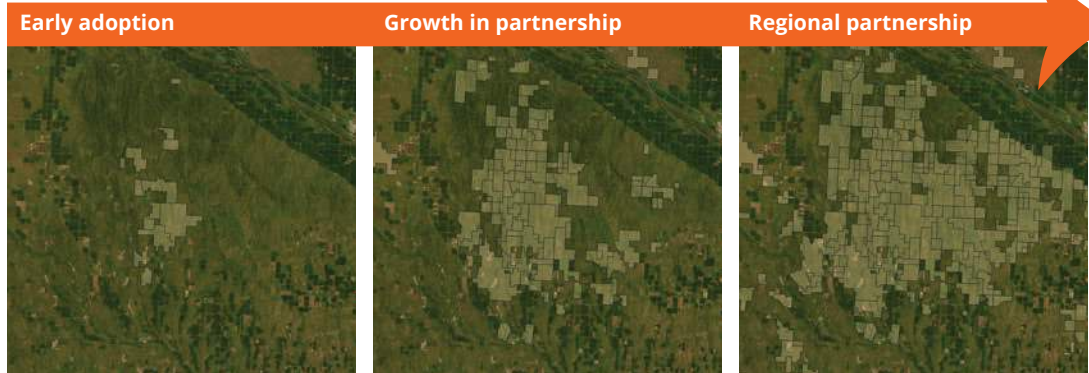 Early adoption
Growth in partnership
Regional partnership